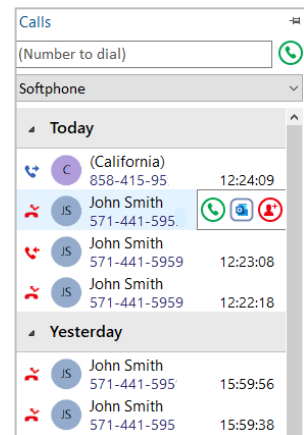 Calls
(Number to dial)
Softphone
Today
C
(California)
858-415-95
12:24:09
JS
John Smith
571-441-595
JS
John Smith
571-441-5959
12:23:08
JS
John Smith
571-441-5959
12:22:18
Yesterday
JS
John Smith
571-441-595
15:59:56
JS
John Smith
571-441-595
15:59:38